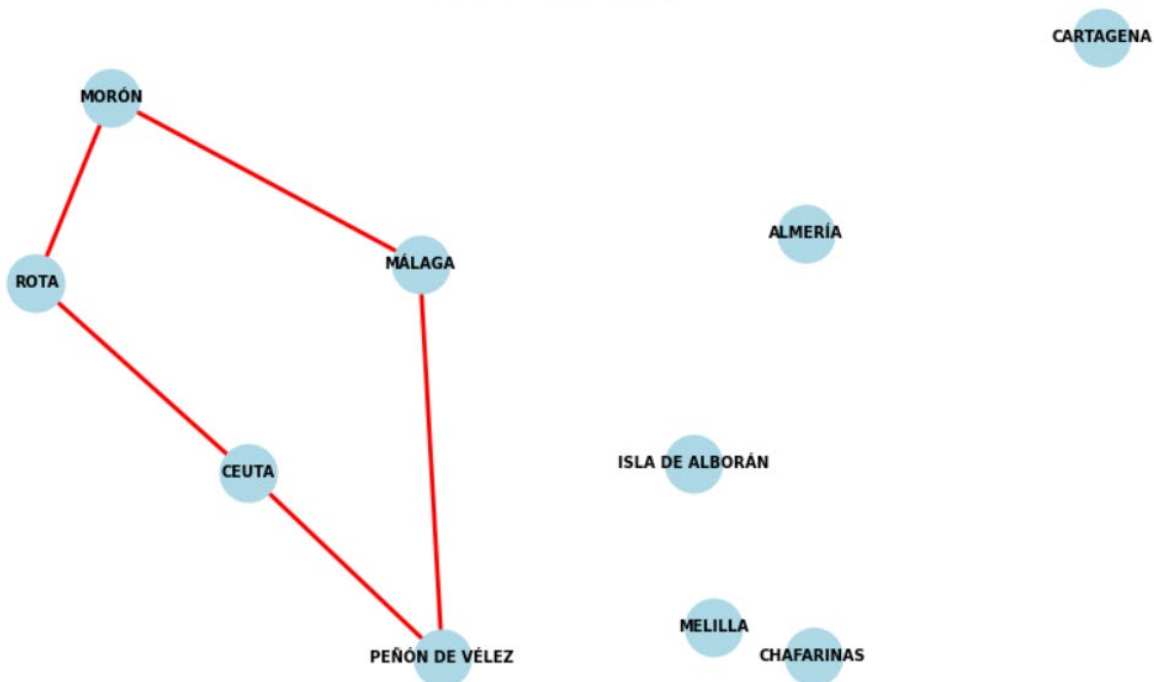 CARTAGENA
MORÓN
ALMERÍA
MÁLAGA
ROTA
ISLA DE ALBORÁN
CEUTA
MELILLA
CHAFARINAS
PEÑÓN DE VÉLEZ